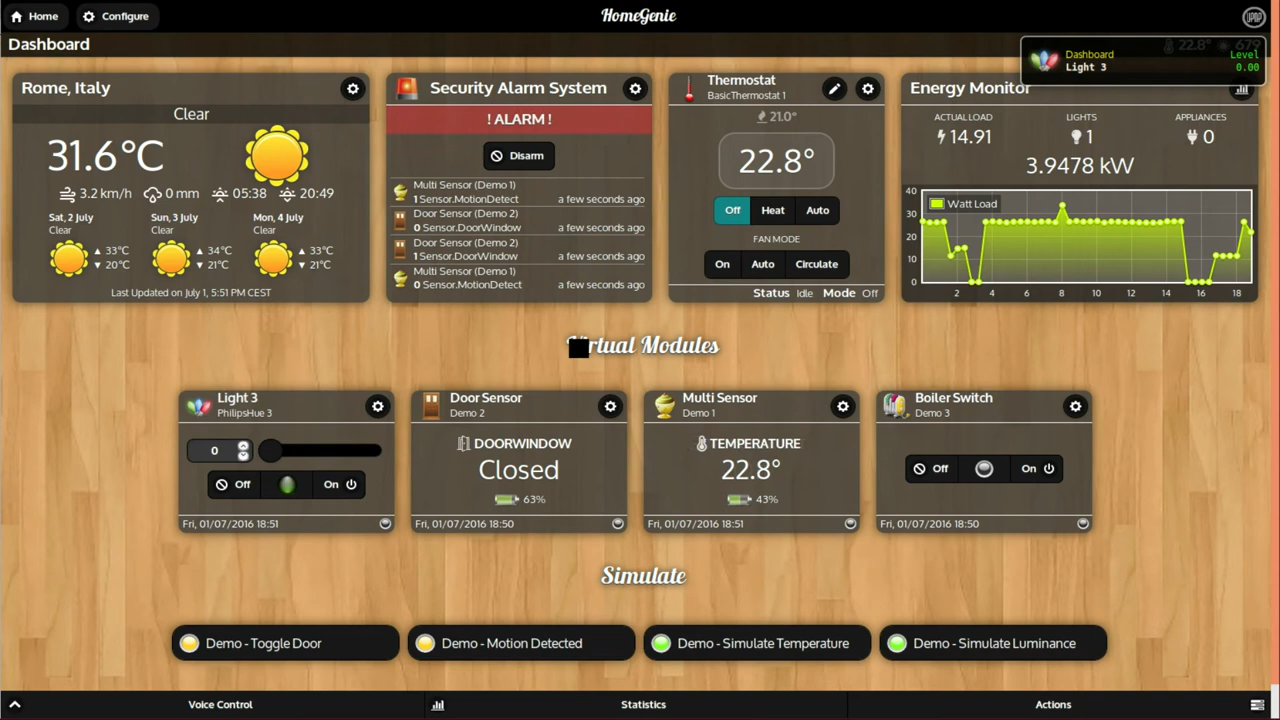 Home
Configure
HomeGenie
UPNP
Dashboard
22.8° 679
Dashboard
Light 3
Level
0.00
Rome, Italy
Clear
31.6°C
3.2 km/h 0 mm 05:38 20:49
Sat, 2 July
Clear
33°C
20°C
Sun, 3 July
Clear
34°C
21°C
Mon, 4 July
Clear
33°C
21°C
Last Updated on July 1, 5:51 PM CEST
Security Alarm System
! ALARM !
Disarm
Multi Sensor (Demo 1)
1 Sensor.MotionDetect a few seconds ago
Door Sensor (Demo 2)
0 Sensor.DoorWindow a few seconds ago
Door Sensor (Demo 2)
1 Sensor.DoorWindow a few seconds ago
Multi Sensor (Demo 1)
0 Sensor.MotionDetect a few seconds ago
Thermostat
BasicThermostat 1
21.0°
22.8°
Off Heat Auto
FAN MODE
On Auto Circulate
Status Idle Mode Off
Energy Monitor
ACTUAL LOAD LIGHTS APPLIANCES
14.91 1 0
3.9478 kW
Watt Load
40
30
20
10
0
2 4 6 8 10 12 14 16 18
Modules
Light 3
PhilipsHue 3
0
Off On
Fri, 01/07/2016 18:51
Door Sensor
Demo 2
DOORWINDOW
Closed
63%
Fri, 01/07/2016 18:50
Multi Sensor
Demo 1
TEMPERATURE
22.8°
43%
Fri, 01/07/2016 18:51
Boiler Switch
Demo 3
Off On
Fri, 01/07/2016 18:50
Simulate
Demo - Toggle Door
Demo - Motion Detected
Demo - Simulate Temperature
Demo - Simulate Luminance
Voice Control
Statistics
Actions